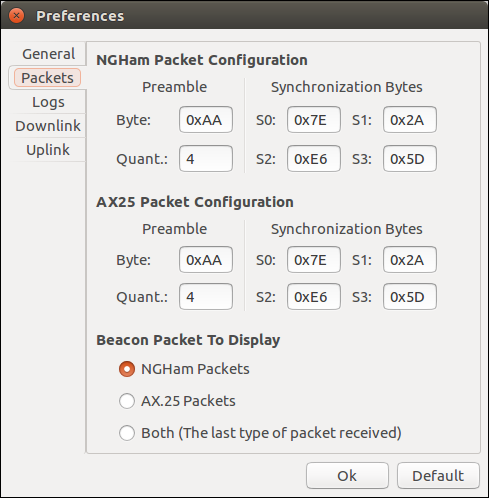 Preferences
General
Packets
Logs
Downlink
Uplink
NGHam Packet Configuration
Preamble Synchronization Bytes
Byte: 0xAA S0: 0x7E S1: 0x2A
Quant.: 4 S2: 0xE6 S3: 0x5D
AX25 Packet Configuration
Preamble Synchronization Bytes
Byte: 0xAA S0: 0x7E S1: 0x2A
Quant.: 4 S2: 0xE6 S3: 0x5D
Beacon Packet To Display
NGHam Packets
AX.25 Packets
Both (The last type of packet received)
Ok Default